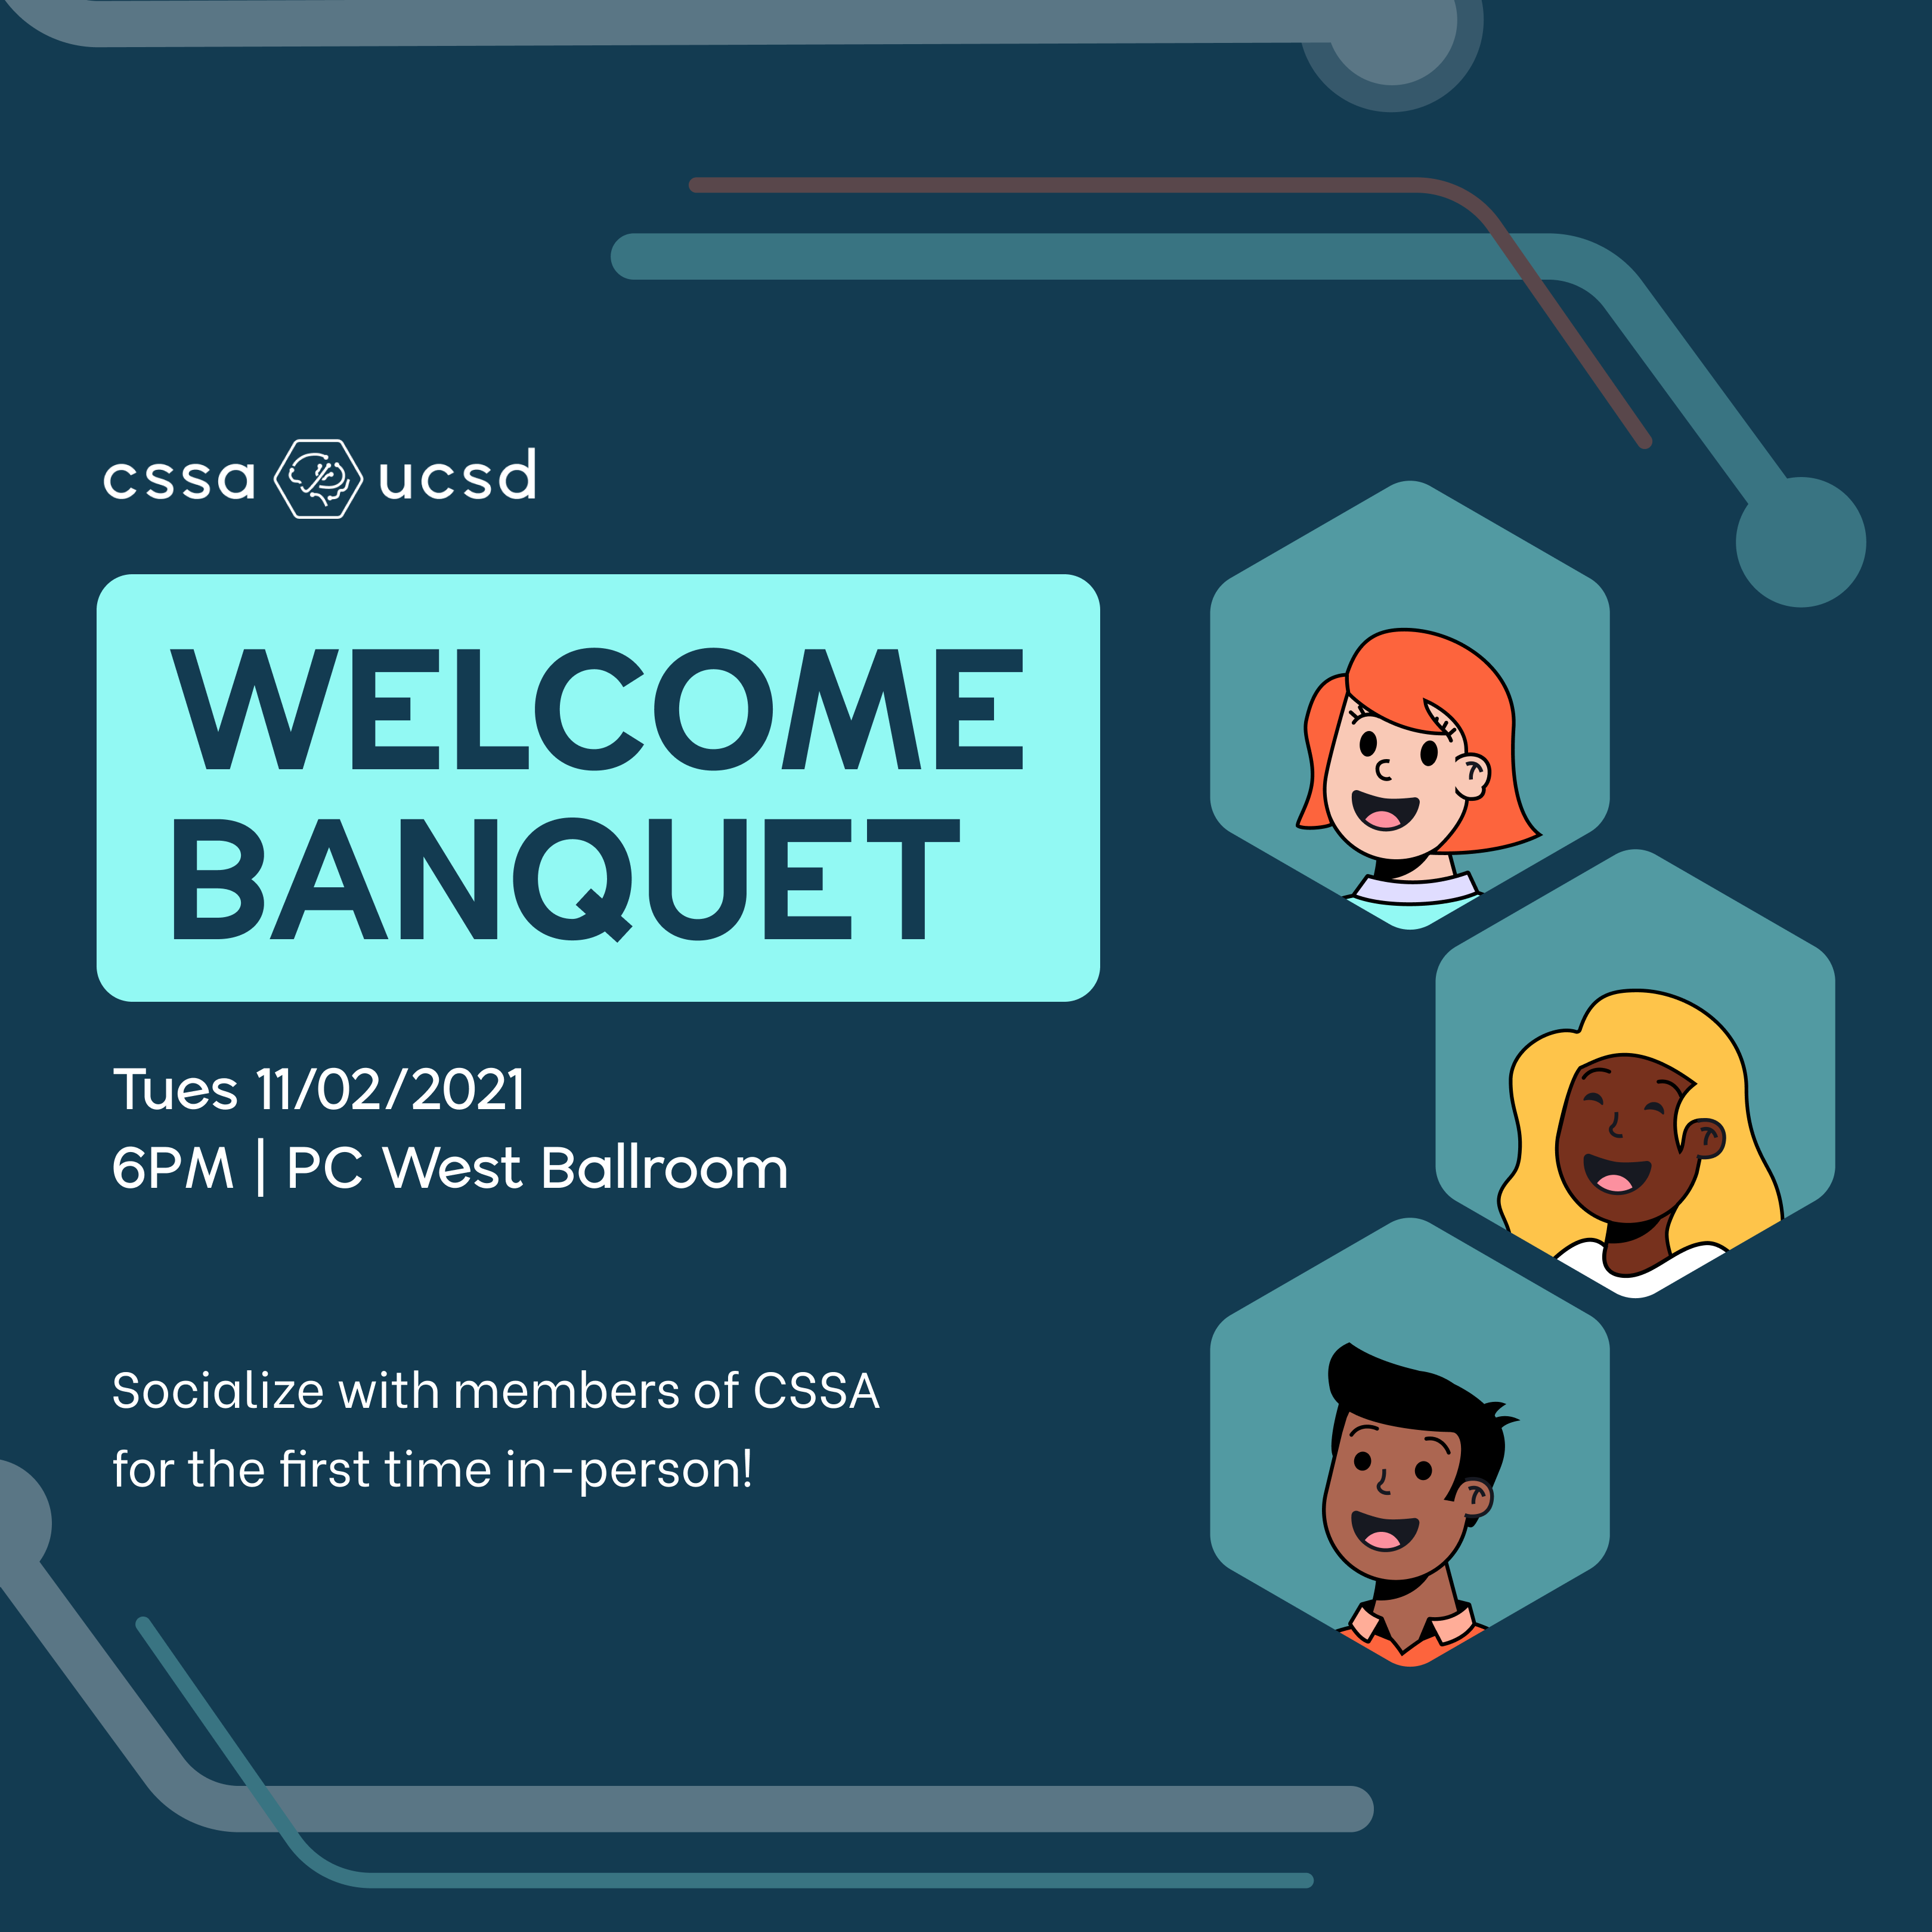 cssa ucsd
WELCOME
BANQUET
Tues 11/02/2021
6PM | PC West Ballroom
Socialize with members of CSSA
for the first time in-person!